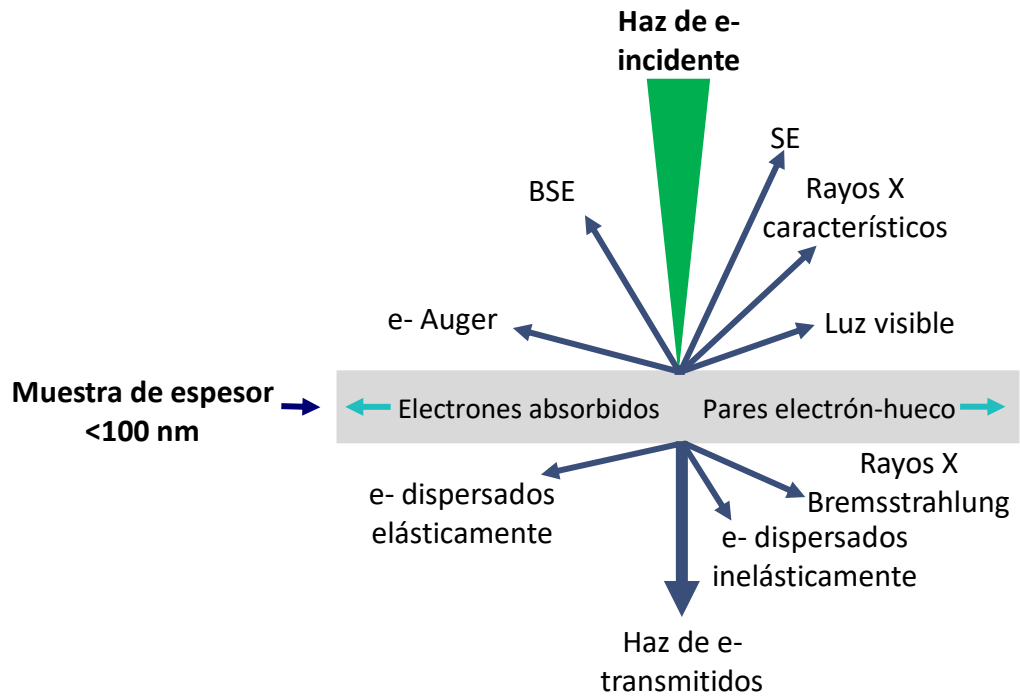 Haz de e-
incidente
SE
BSE
Rayos X
característicos
e- Auger
Luz visible
Muestra de espesor
<100 nm
Electrones absorbidos
Pares electrón-hueco
e- dispersados
elásticamente
Rayos X
Bremsstrahlung
e- dispersados
inelásticamente
Haz de e-
transmitidos